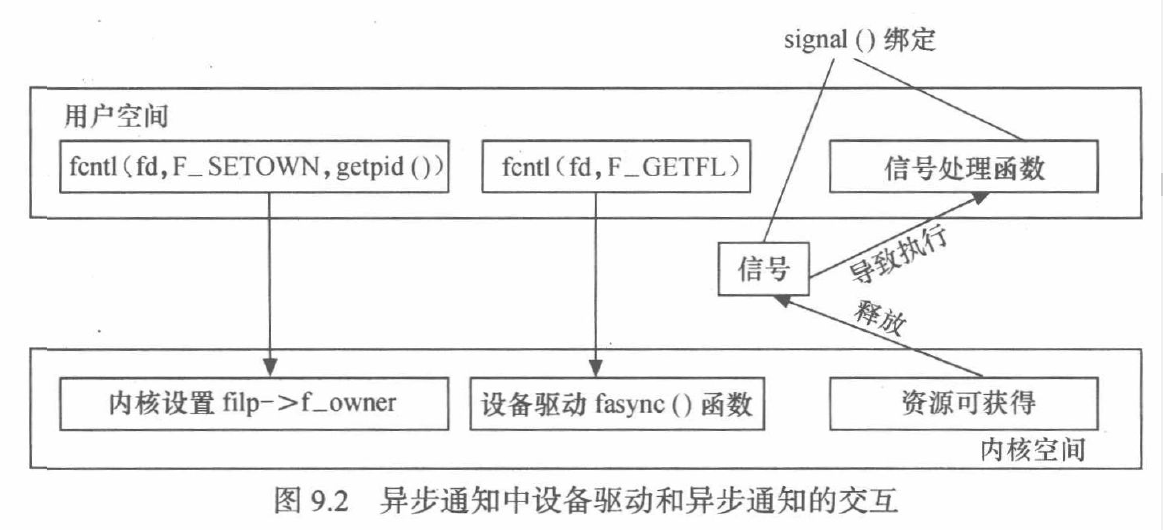 signal () 绑定
用户空间
fcntl(fd,F_SETOWN,getpid())
fcntl(fd,F_GETFL)
信号处理函数
信号
导致执行
释放
内核设置 filp->f_owner
设备驱动 fasync () 函数
资源可获得
内核空间
图 9.2 异步通知中设备驱动和异步通知的交互